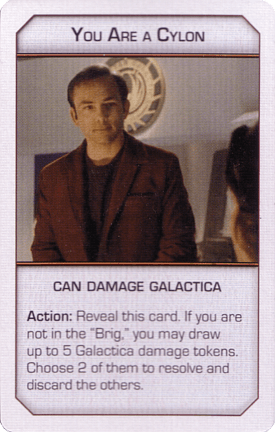 You Are a Cylon
CAN DAMAGE GALACTICA
Action: Reveal this card. If you are
not in the "Brig," you may draw
up to 5 Galactica damage tokens.
Choose 2 of them to resolve and
discard the others.